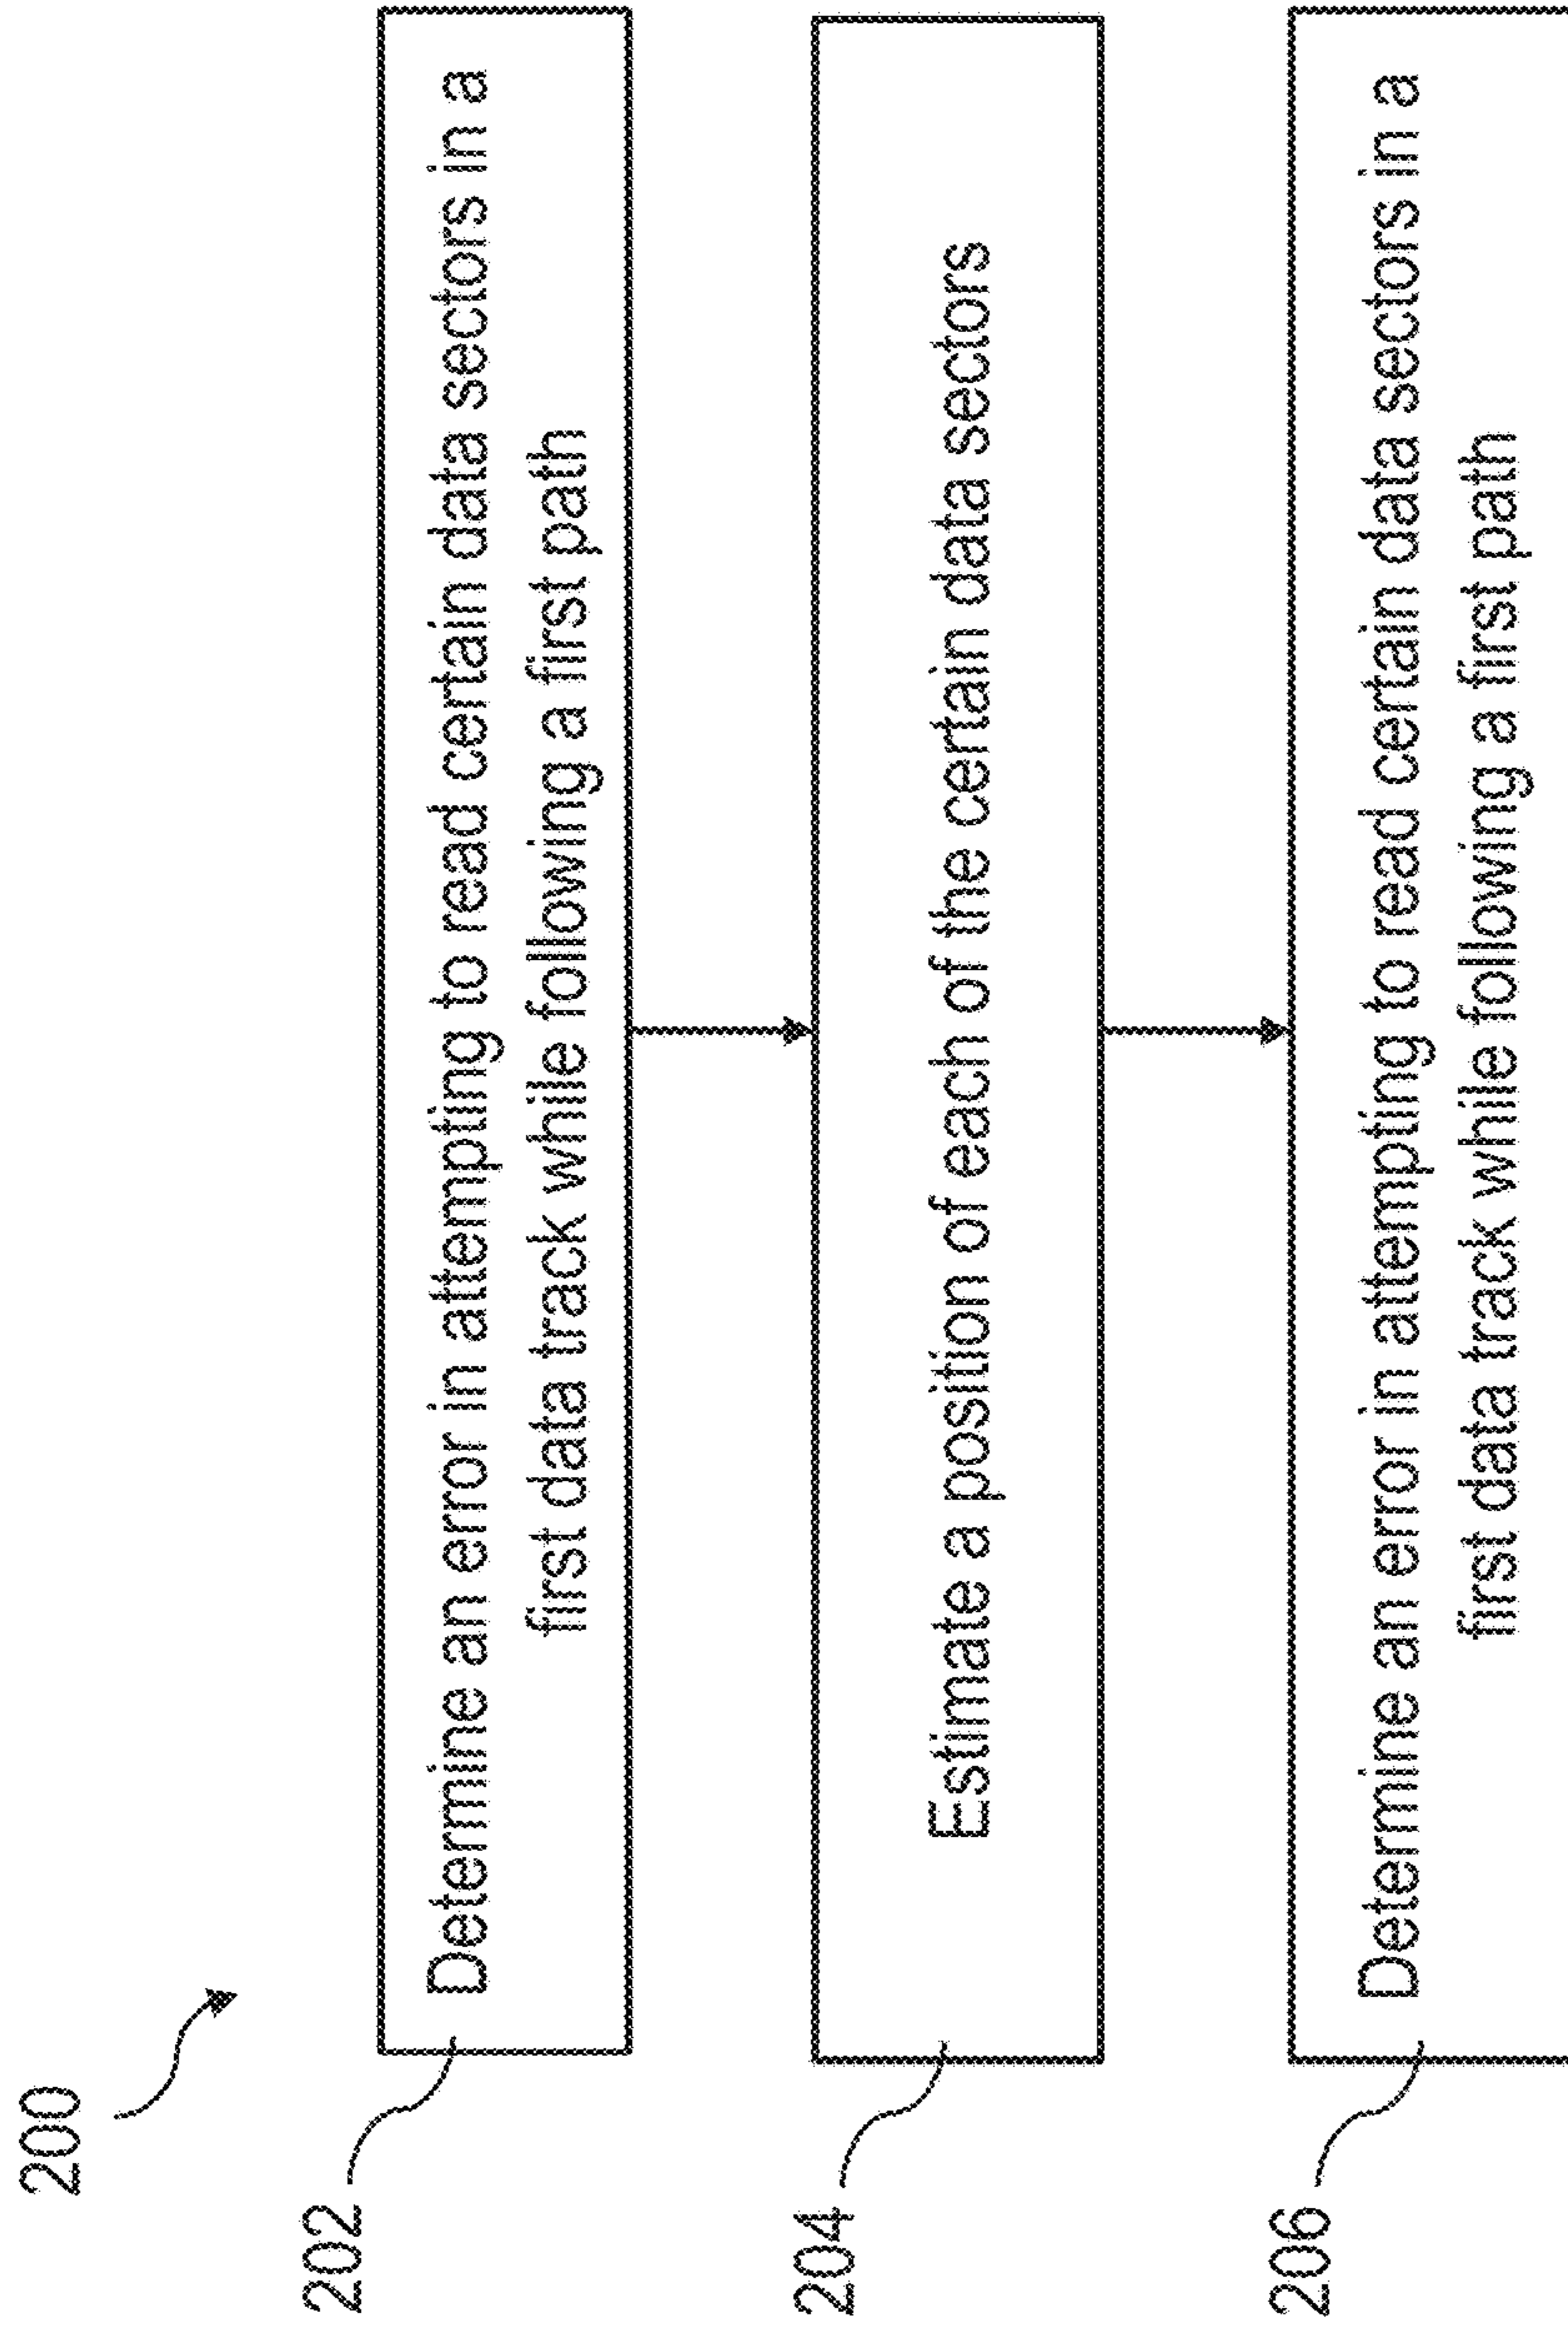 200
202
Determine an error in attempting to read certain data sectors in a
first data track while following a first path
204
Estimate a position of each of the certain data sectors
206
Determine an error in attempting to read certain data sectors in a
first data track while following a first path